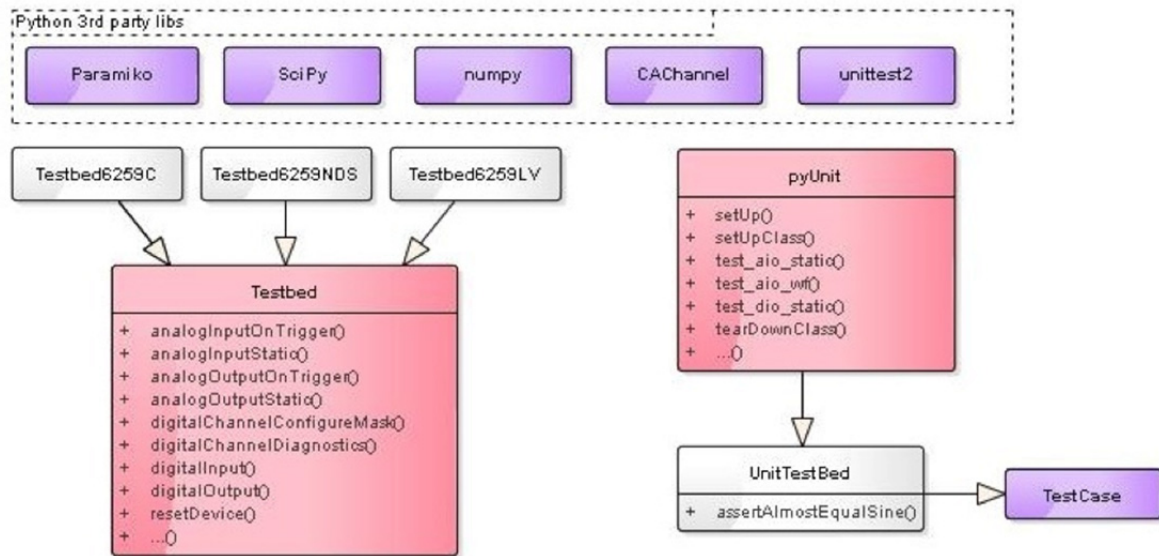 Python 3rd party libs
Paramiko
SciPy
numpy
CAChannel
unittest2
Testbed6259C
Testbed6259NDS
Testbed6259LV
Testbed
+ analogInputOnTrigger()
+ analogInputStatic()
+ analogOutputOnTrigger()
+ analogOutputStatic()
+ digitalChannelConfigureMask()
+ digitalChannelDiagnostics()
+ digitalInput()
+ digitalOutput()
+ resetDevice()
+ ...()
pyUnit
+ setUp()
+ setUpClass()
+ test_aio_static()
+ test_aio_wf()
+ test_dio_static()
+ tearDownClass()
+ ...()
UnitTestBed
+ assertAlmostEqualSine()
TestCase